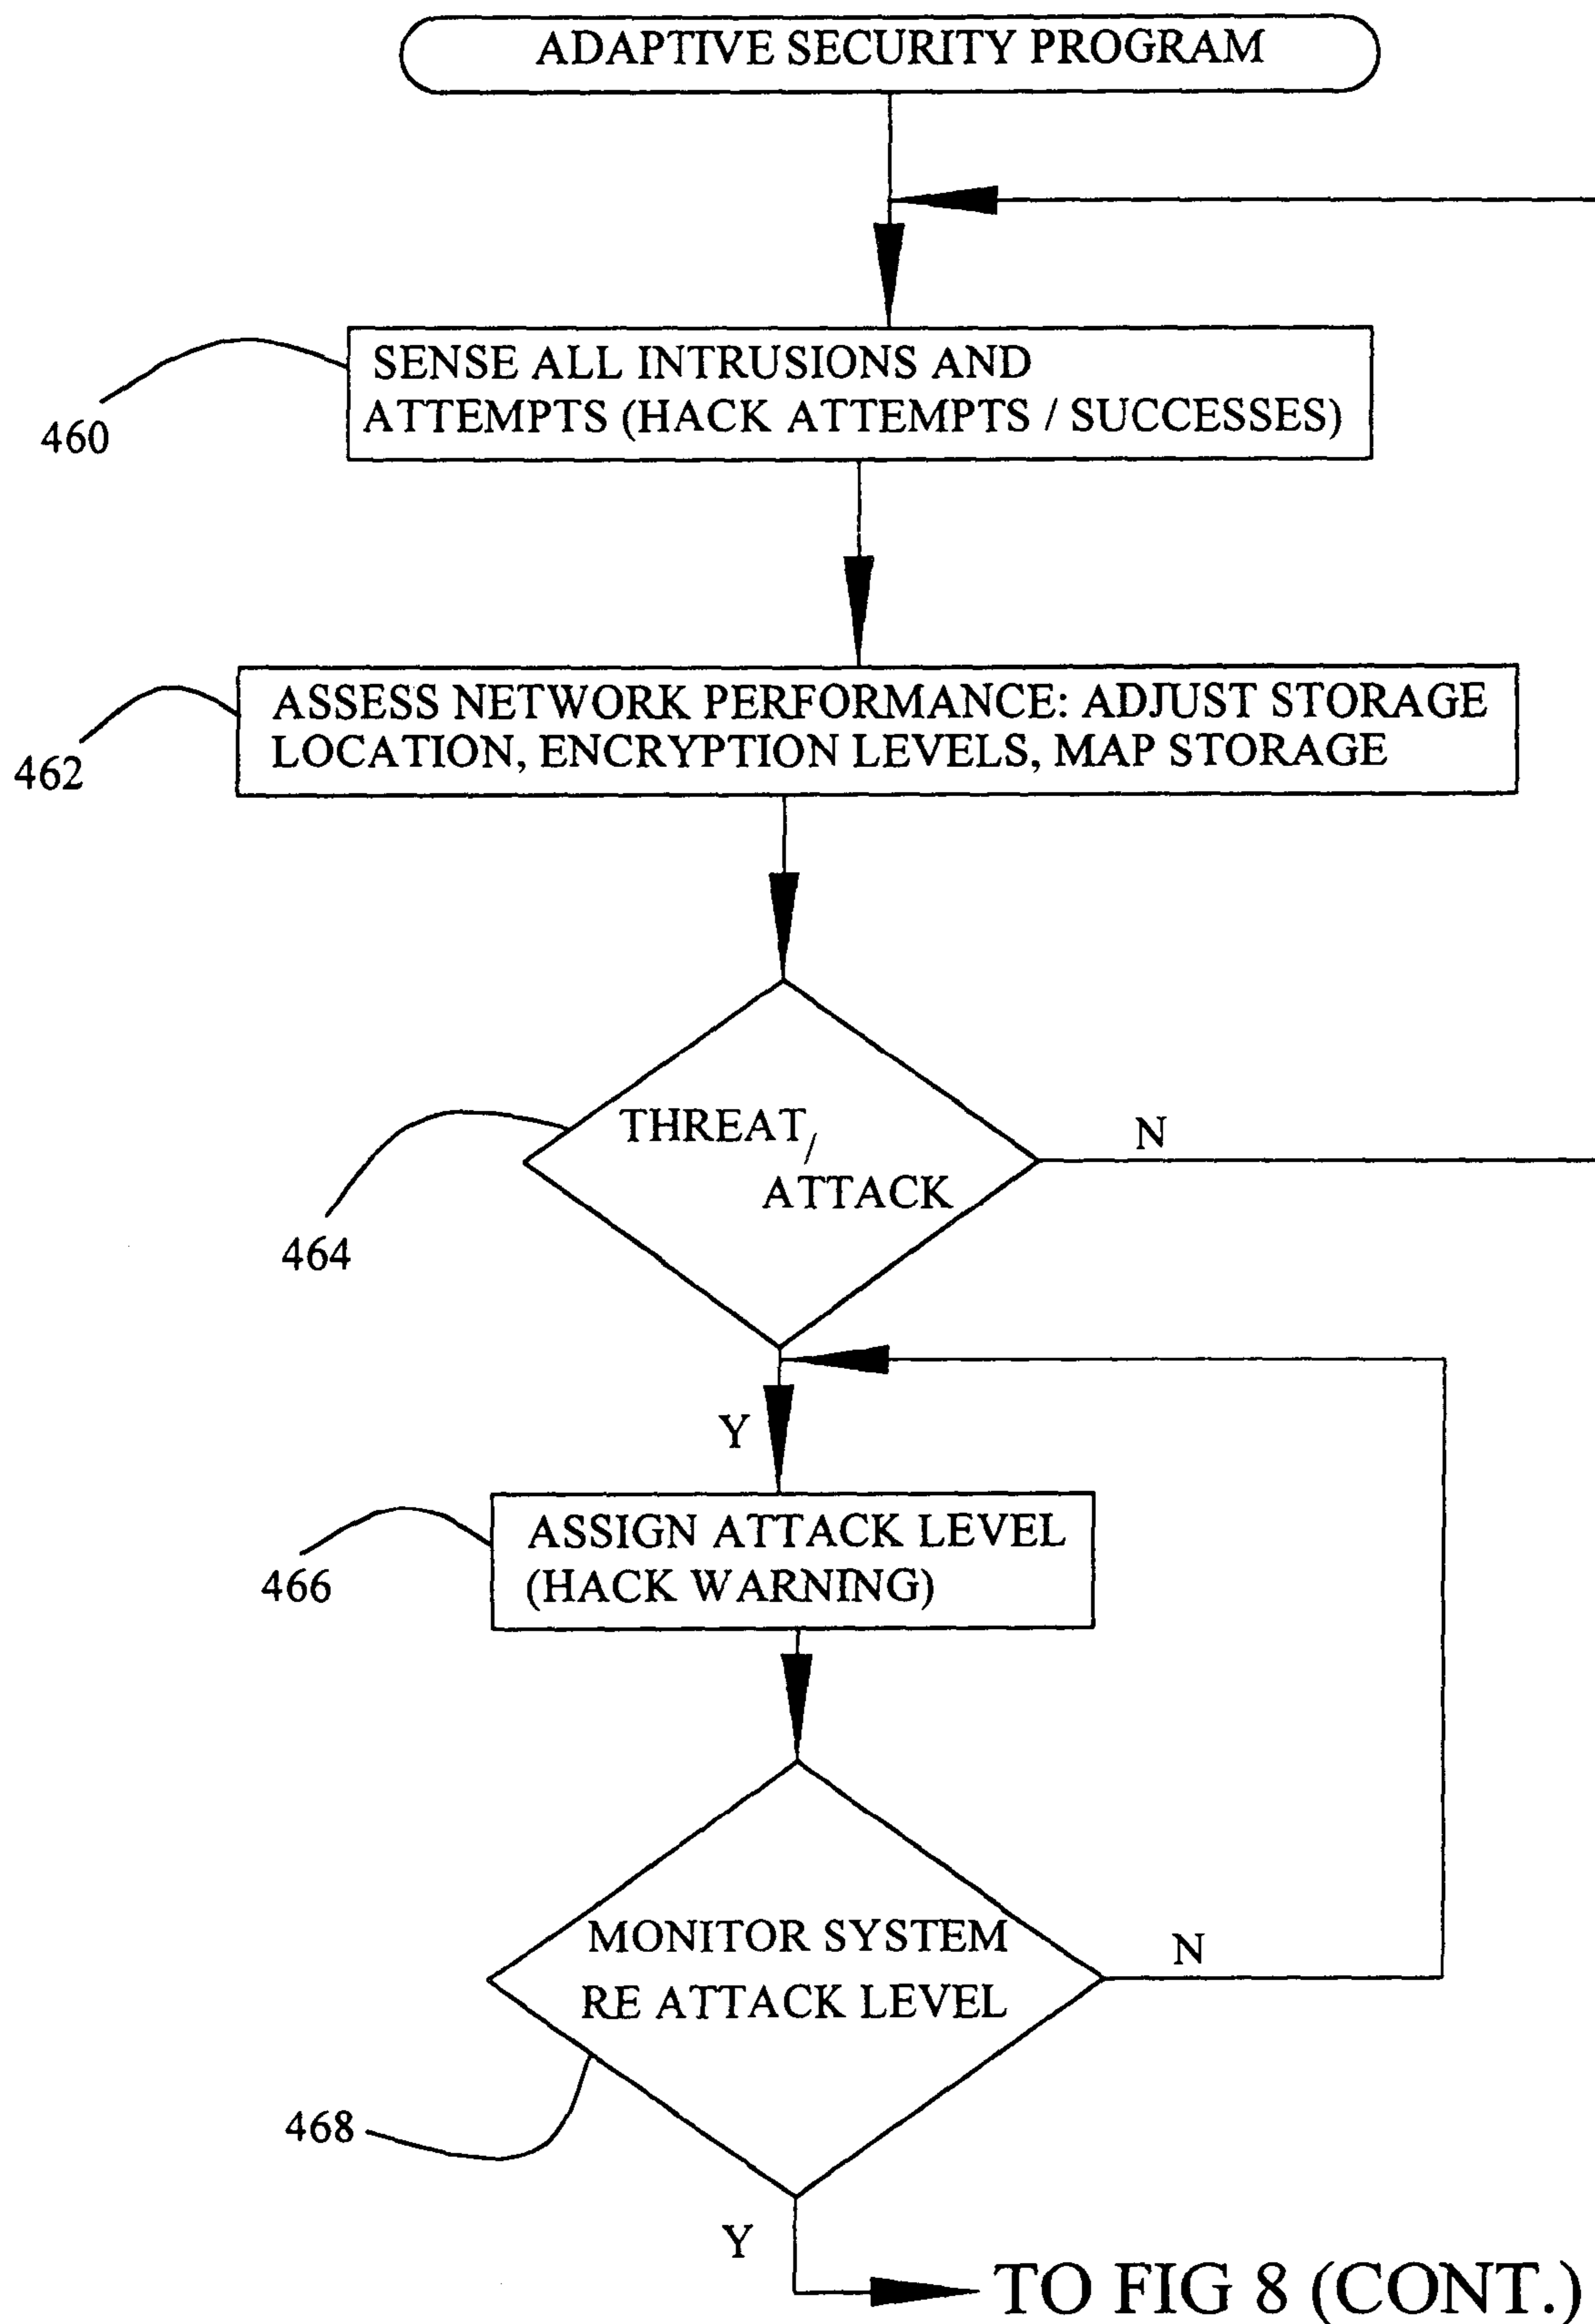 ADAPTIVE SECURITY PROGRAM
SENSE ALL INTRUSIONS AND
ATTEMPTS (HACK ATTEMPTS / SUCCESSES)
460
ASSESS NETWORK PERFORMANCE: ADJUST STORAGE
LOCATION, ENCRYPTION LEVELS, MAP STORAGE
462
THREAT/
ATTACK
N
464
Y
ASSIGN ATTACK LEVEL
(HACK WARNING)
466
MONITOR SYSTEM
RE ATTACK LEVEL
N
468
Y
TO FIG 8 (CONT.)